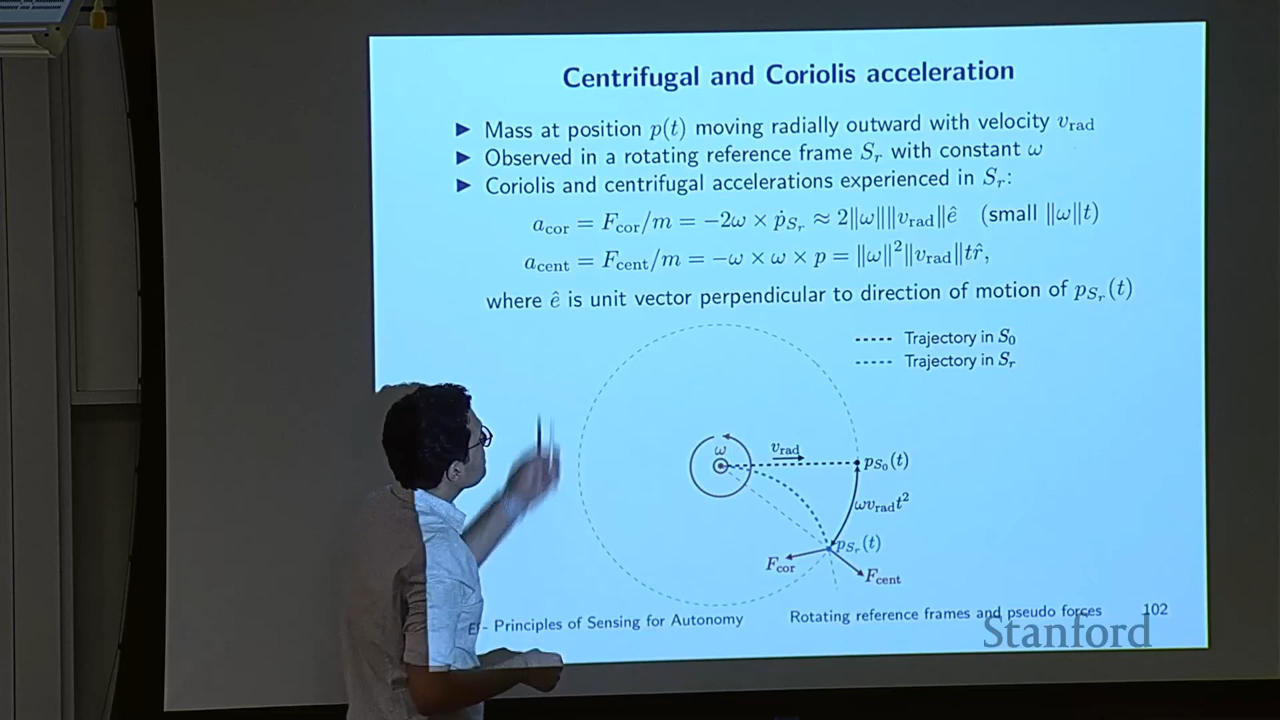 Centrifugal and Coriolis acceleration
▶ Mass at position p(t) moving radially outward with velocity v_rad
▶ Observed in a rotating reference frame S_r with constant ω
▶ Coriolis and centrifugal accelerations experienced in S_r:
a_cor = F_cor/m = −2ω × ṗ_{S_r} ≈ 2‖ω‖‖v_rad‖ê (small ‖ω‖t)
a_cent = F_cent/m = −ω × ω × p = ‖ω‖²‖v_rad‖t r̂,
where ê is unit vector perpendicular to direction of motion of p_{S_r}(t)
Trajectory in S_0
Trajectory in S_r
ω
v_rad
p_{S_0}(t)
ωv_rad t²
p_{S_r}(t)
F_cor
F_cent
- Principles of Sensing for Autonomy
Rotating reference frames and pseudo forces
102
Stanford